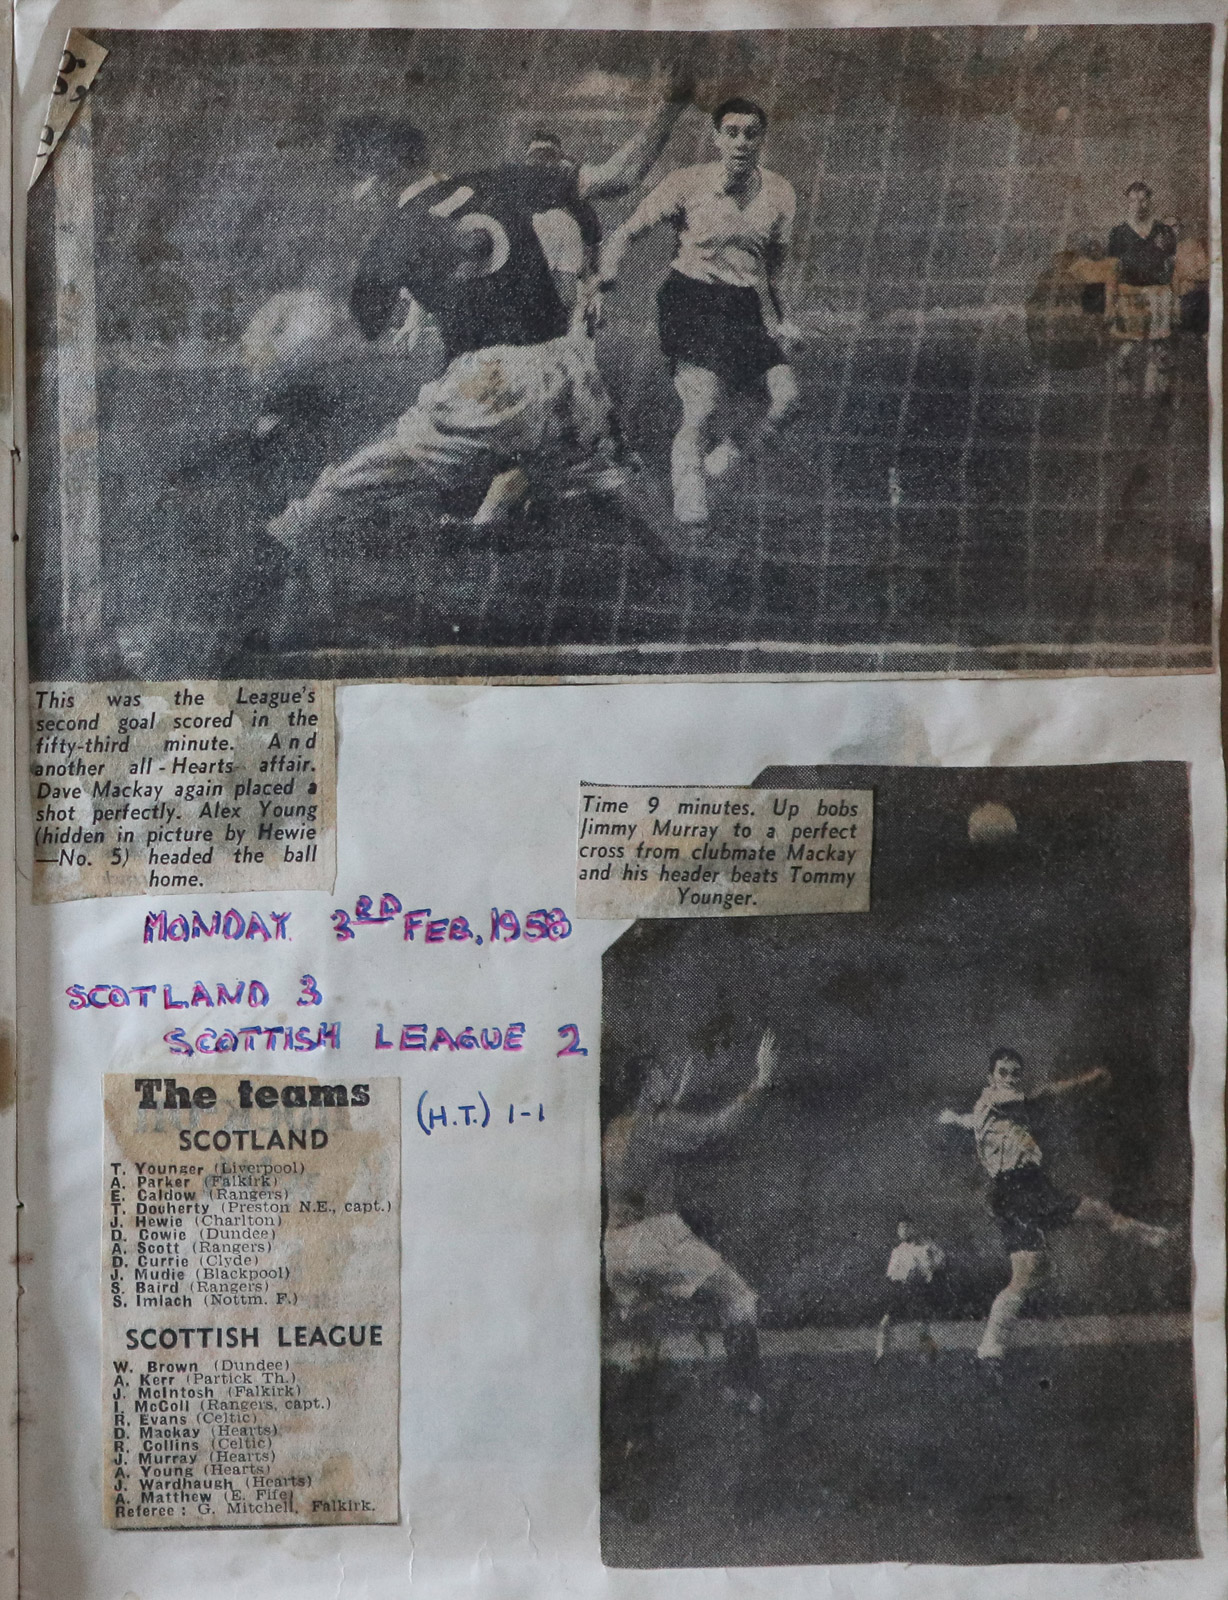 g,
e
This was the League's
second goal scored in the
fifty-third minute. And
another all-Hearts affair.
Dave Mackay again placed a
shot perfectly. Alex Young
(hidden in picture by Hewie
—No. 5) headed the ball
home.
Time 9 minutes. Up bobs
Jimmy Murray to a perfect
cross from clubmate Mackay
and his header beats Tommy
Younger.
MONDAY 3RD FEB, 1958
SCOTLAND 3
SCOTTISH LEAGUE 2
(H.T.) 1-1
The teams
SCOTLAND
T. Younger (Liverpool)
A. Parker (Falkirk)
E. Caldow (Rangers)
T. Docherty (Preston N.E., capt.)
J. Hewie (Charlton)
D. Cowie (Dundee)
A. Scott (Rangers)
D. Currie (Clyde)
J. Mudie (Blackpool)
S. Baird (Rangers)
S. Imlach (Nottm. F.)
SCOTTISH LEAGUE
W. Brown (Dundee)
A. Kerr (Partick Th.)
J. McIntosh (Falkirk)
I. McColl (Rangers, capt.)
R. Evans (Celtic)
D. Mackay (Hearts)
R. Collins (Celtic)
J. Murray (Hearts)
A. Young (Hearts)
J. Wardhaugh (Hearts)
A. Matthew (E. Fife)
Referee: G. Mitchell, Falkirk.